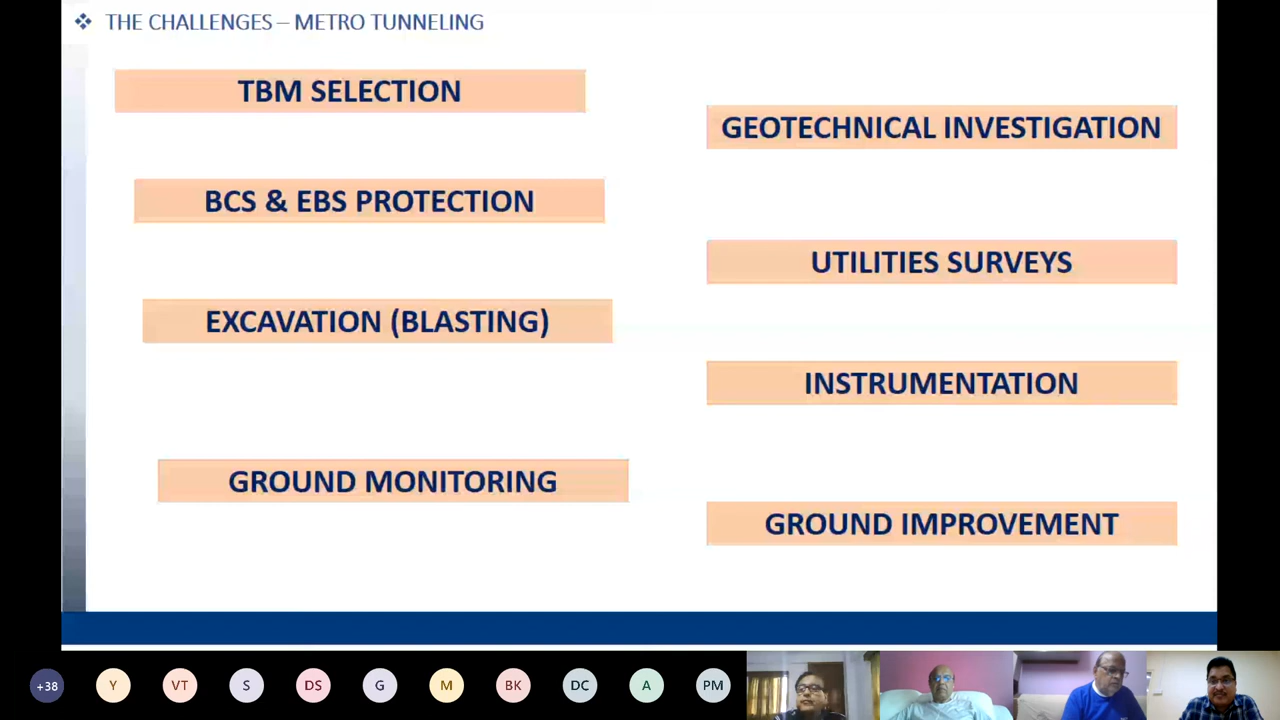 ❖ THE CHALLENGES – METRO TUNNELING
TBM SELECTION
GEOTECHNICAL INVESTIGATION
BCS & EBS PROTECTION
UTILITIES SURVEYS
EXCAVATION (BLASTING)
INSTRUMENTATION
GROUND MONITORING
GROUND IMPROVEMENT
+38 Y VT S DS G M BK DC A PM